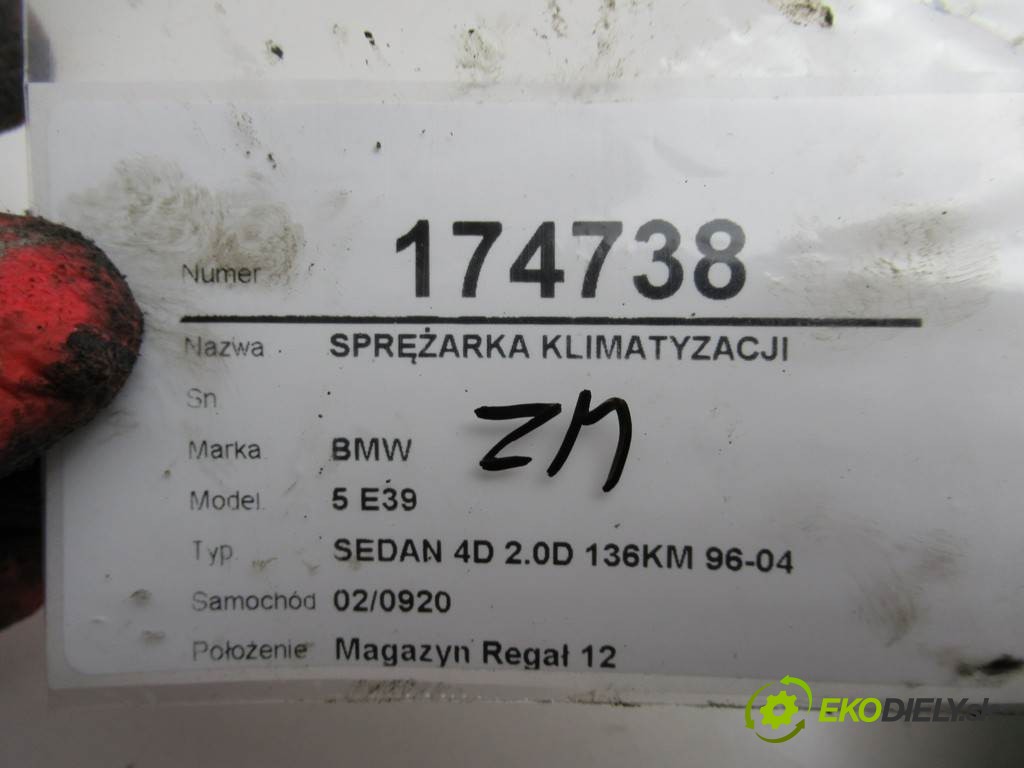 Numer 174738
Nazwa SPRĘŻARKA KLIMATYZACJI
Sn
ZM
Marka BMW
Model 5 E39
Typ SEDAN 4D 2.0D 136KM 96-04
Samochód 02/0920
Położenie Magazyn Regał 12
EKODIELY.sk